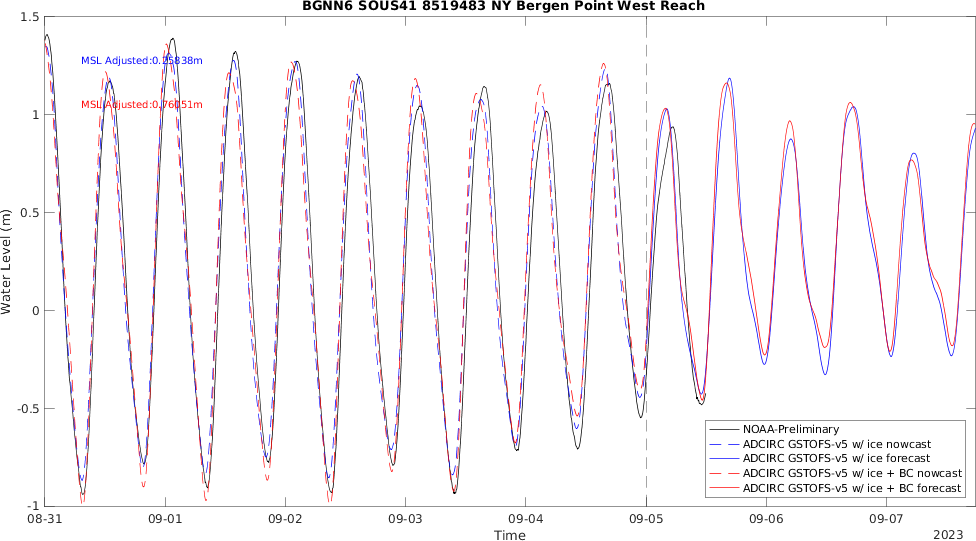 BGNN6 SOUS41 8519483 NY Bergen Point West Reach
1.5
1
0.5
0
-0.5
-1
Water Level (m)
MSL Adjusted:0.25838m
MSL Adjusted:0.76051m
NOAA-Preliminary
ADCIRC GSTOFS-v5 w/ ice nowcast
ADCIRC GSTOFS-v5 w/ ice forecast
ADCIRC GSTOFS-v5 w/ ice + BC nowcast
ADCIRC GSTOFS-v5 w/ ice + BC forecast
08-31 09-01 09-02 09-03 09-04 09-05 09-06 09-07
Time
2023